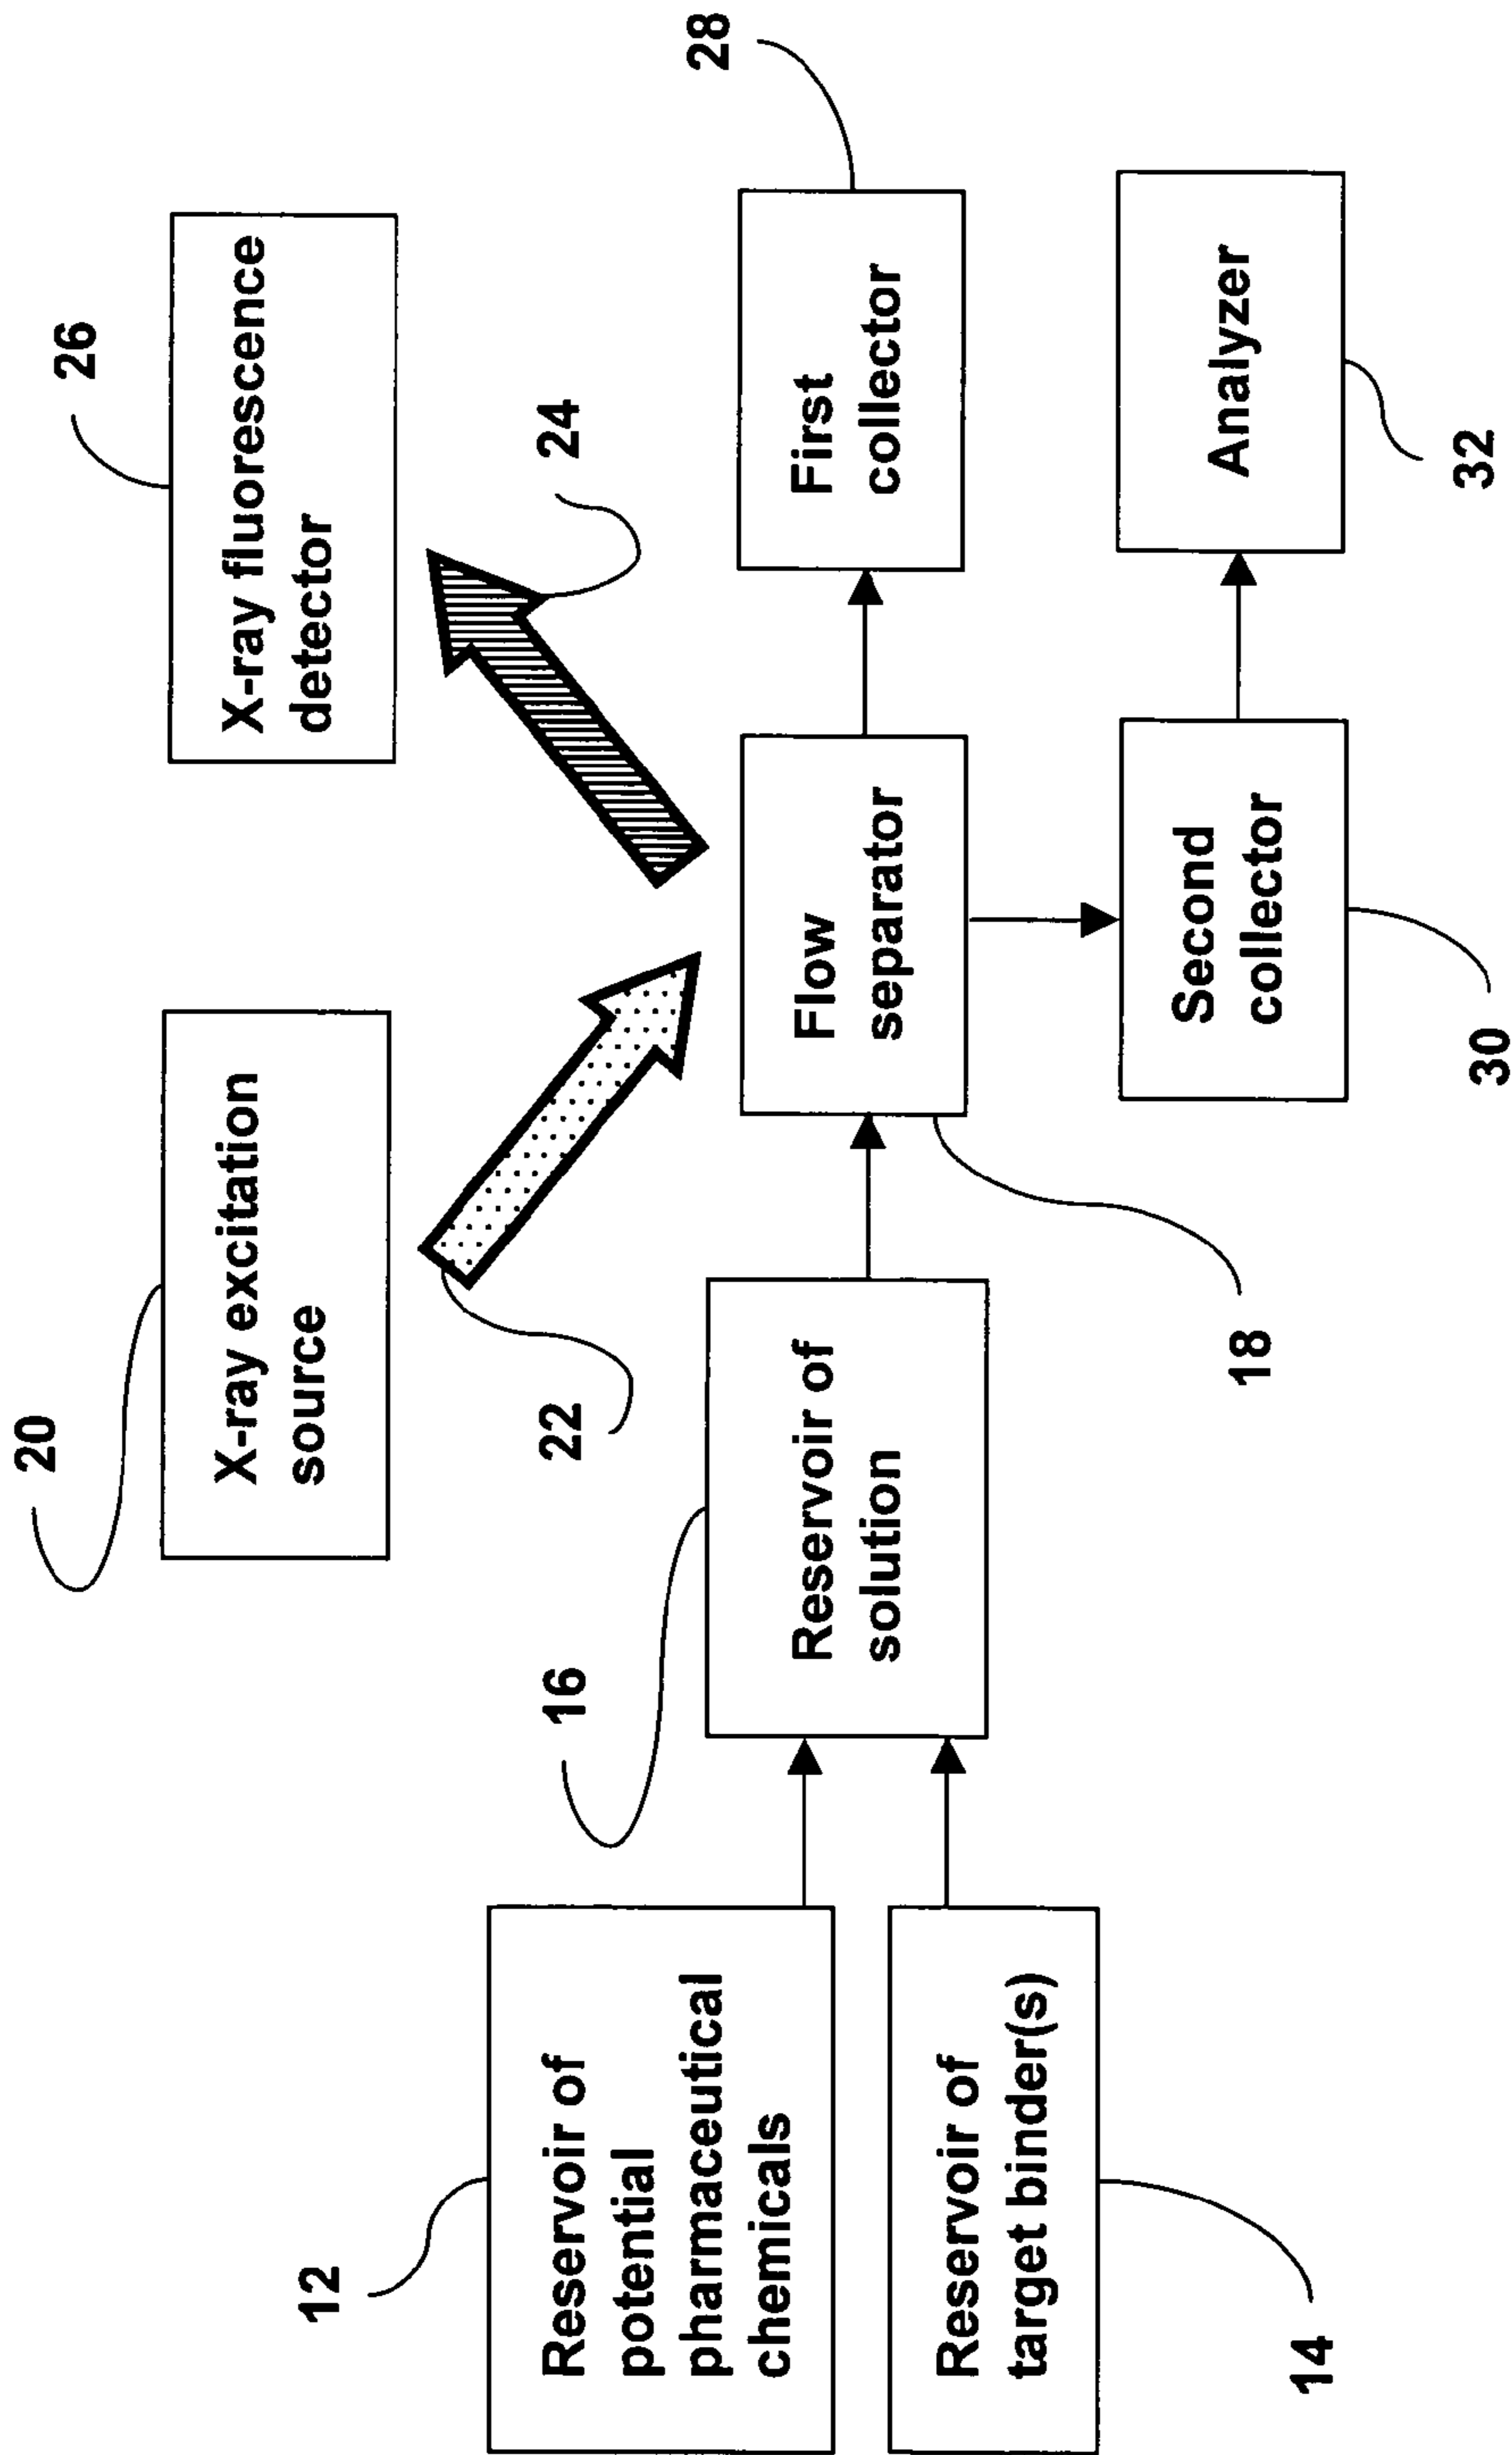 20
X-ray excitation
source
26
X-ray fluorescence
detector
22
24
12
Reservoir of
potential
pharmaceutical
chemicals
16
Reservoir of
solution
Flow
separator
First
collector
28
Reservoir of
target binder(s)
14
18
Second
collector
30
Analyzer
32